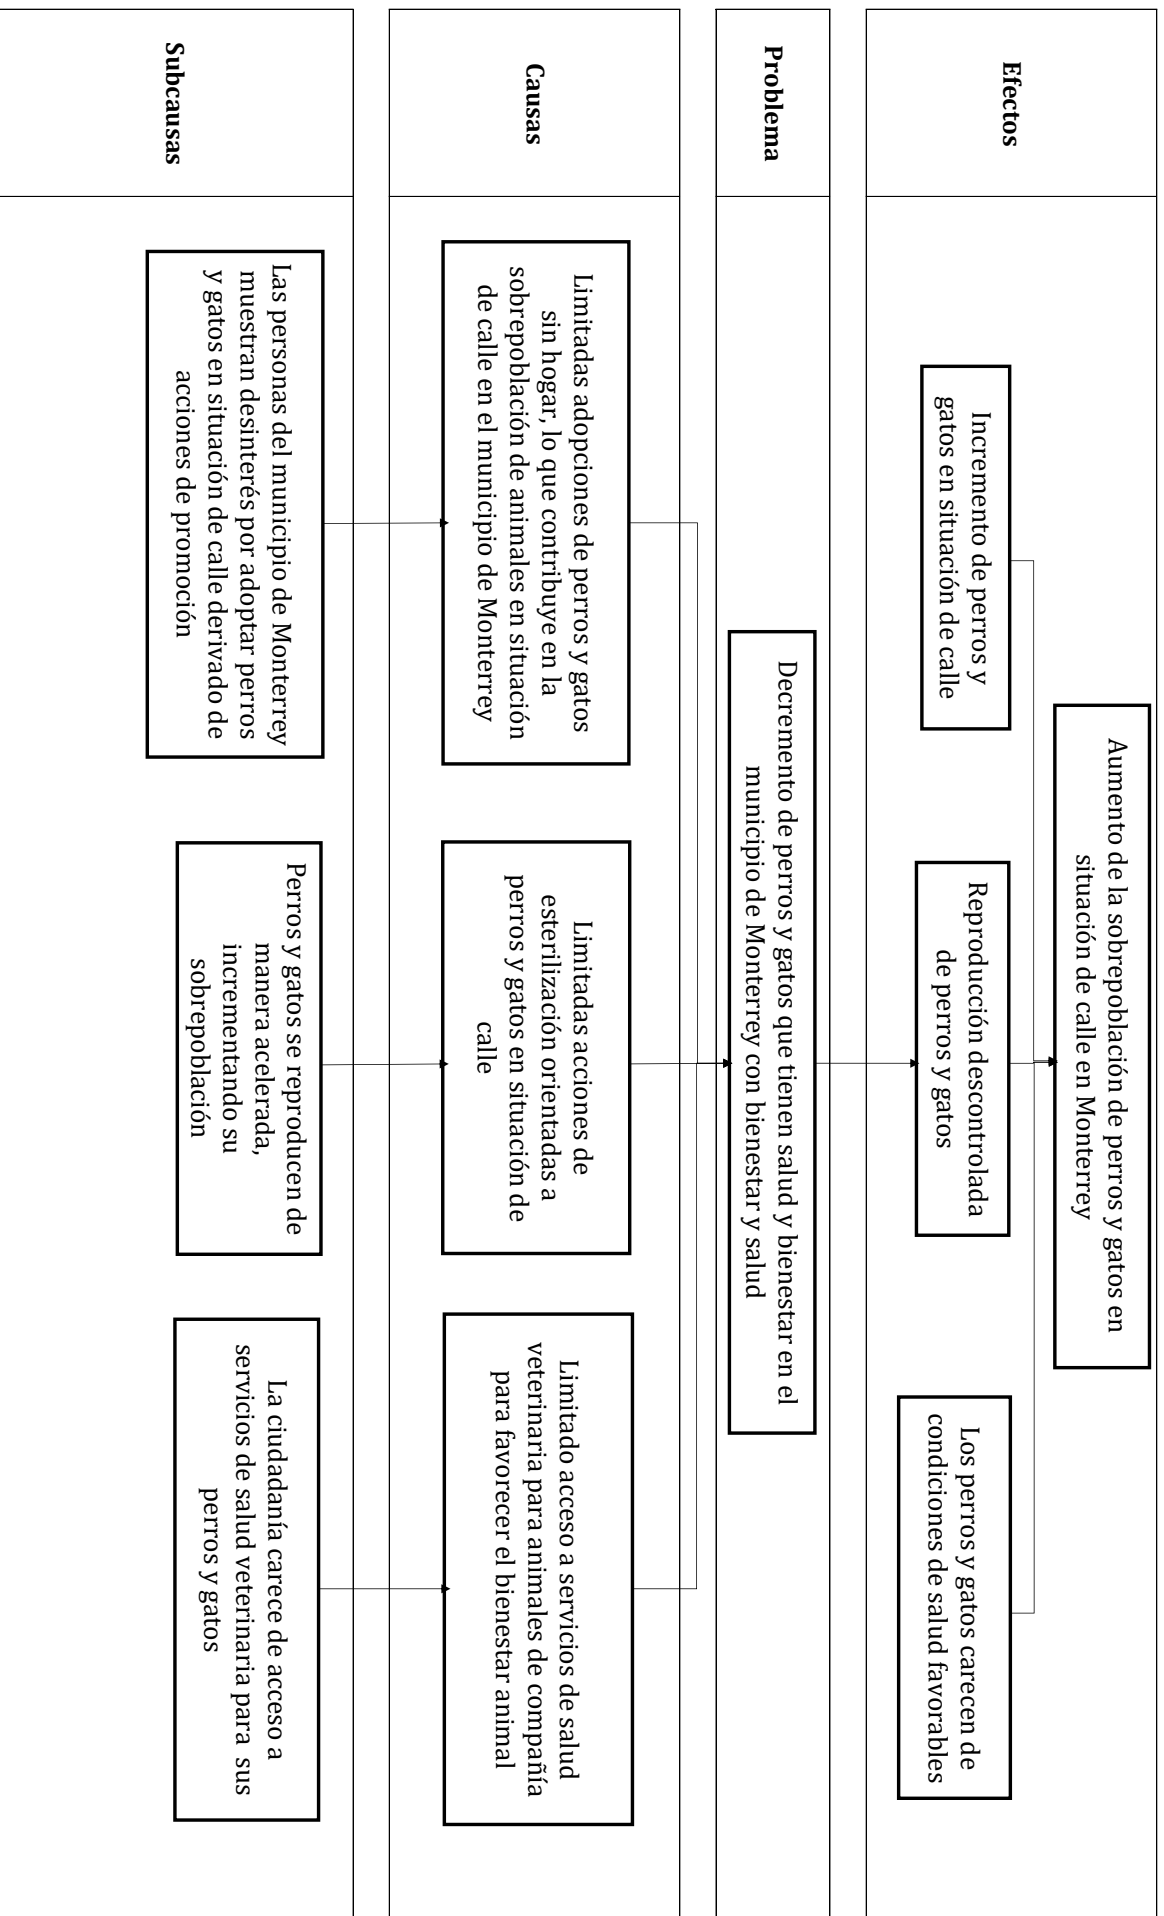 Efectos
Aumento de la sobrepoblación de perros y gatos en
situación de calle en Monterrey
Incremento de perros y
gatos en situación de calle
Reproducción descontrolada
de perros y gatos
Los perros y gatos carecen de
condiciones de salud favorables
Problema
Decremento de perros y gatos que tienen salud y bienestar en el
municipio de Monterrey con bienestar y salud
Causas
Limitadas adopciones de perros y gatos
sin hogar, lo que contribuye en la
sobrepoblación de animales en situación
de calle en el municipio de Monterrey
Limitadas acciones de
esterilización orientadas a
perros y gatos en situación de
calle
Limitado acceso a servicios de salud
veterinaria para animales de compañía
para favorecer el bienestar animal
Subcausas
Las personas del municipio de Monterrey
muestran desinterés por adoptar perros
y gatos en situación de calle derivado de
acciones de promoción
Perros y gatos se reproducen de
manera acelerada,
incrementando su
sobrepoblación
La ciudadanía carece de acceso a
servicios de salud veterinaria para sus
perros y gatos